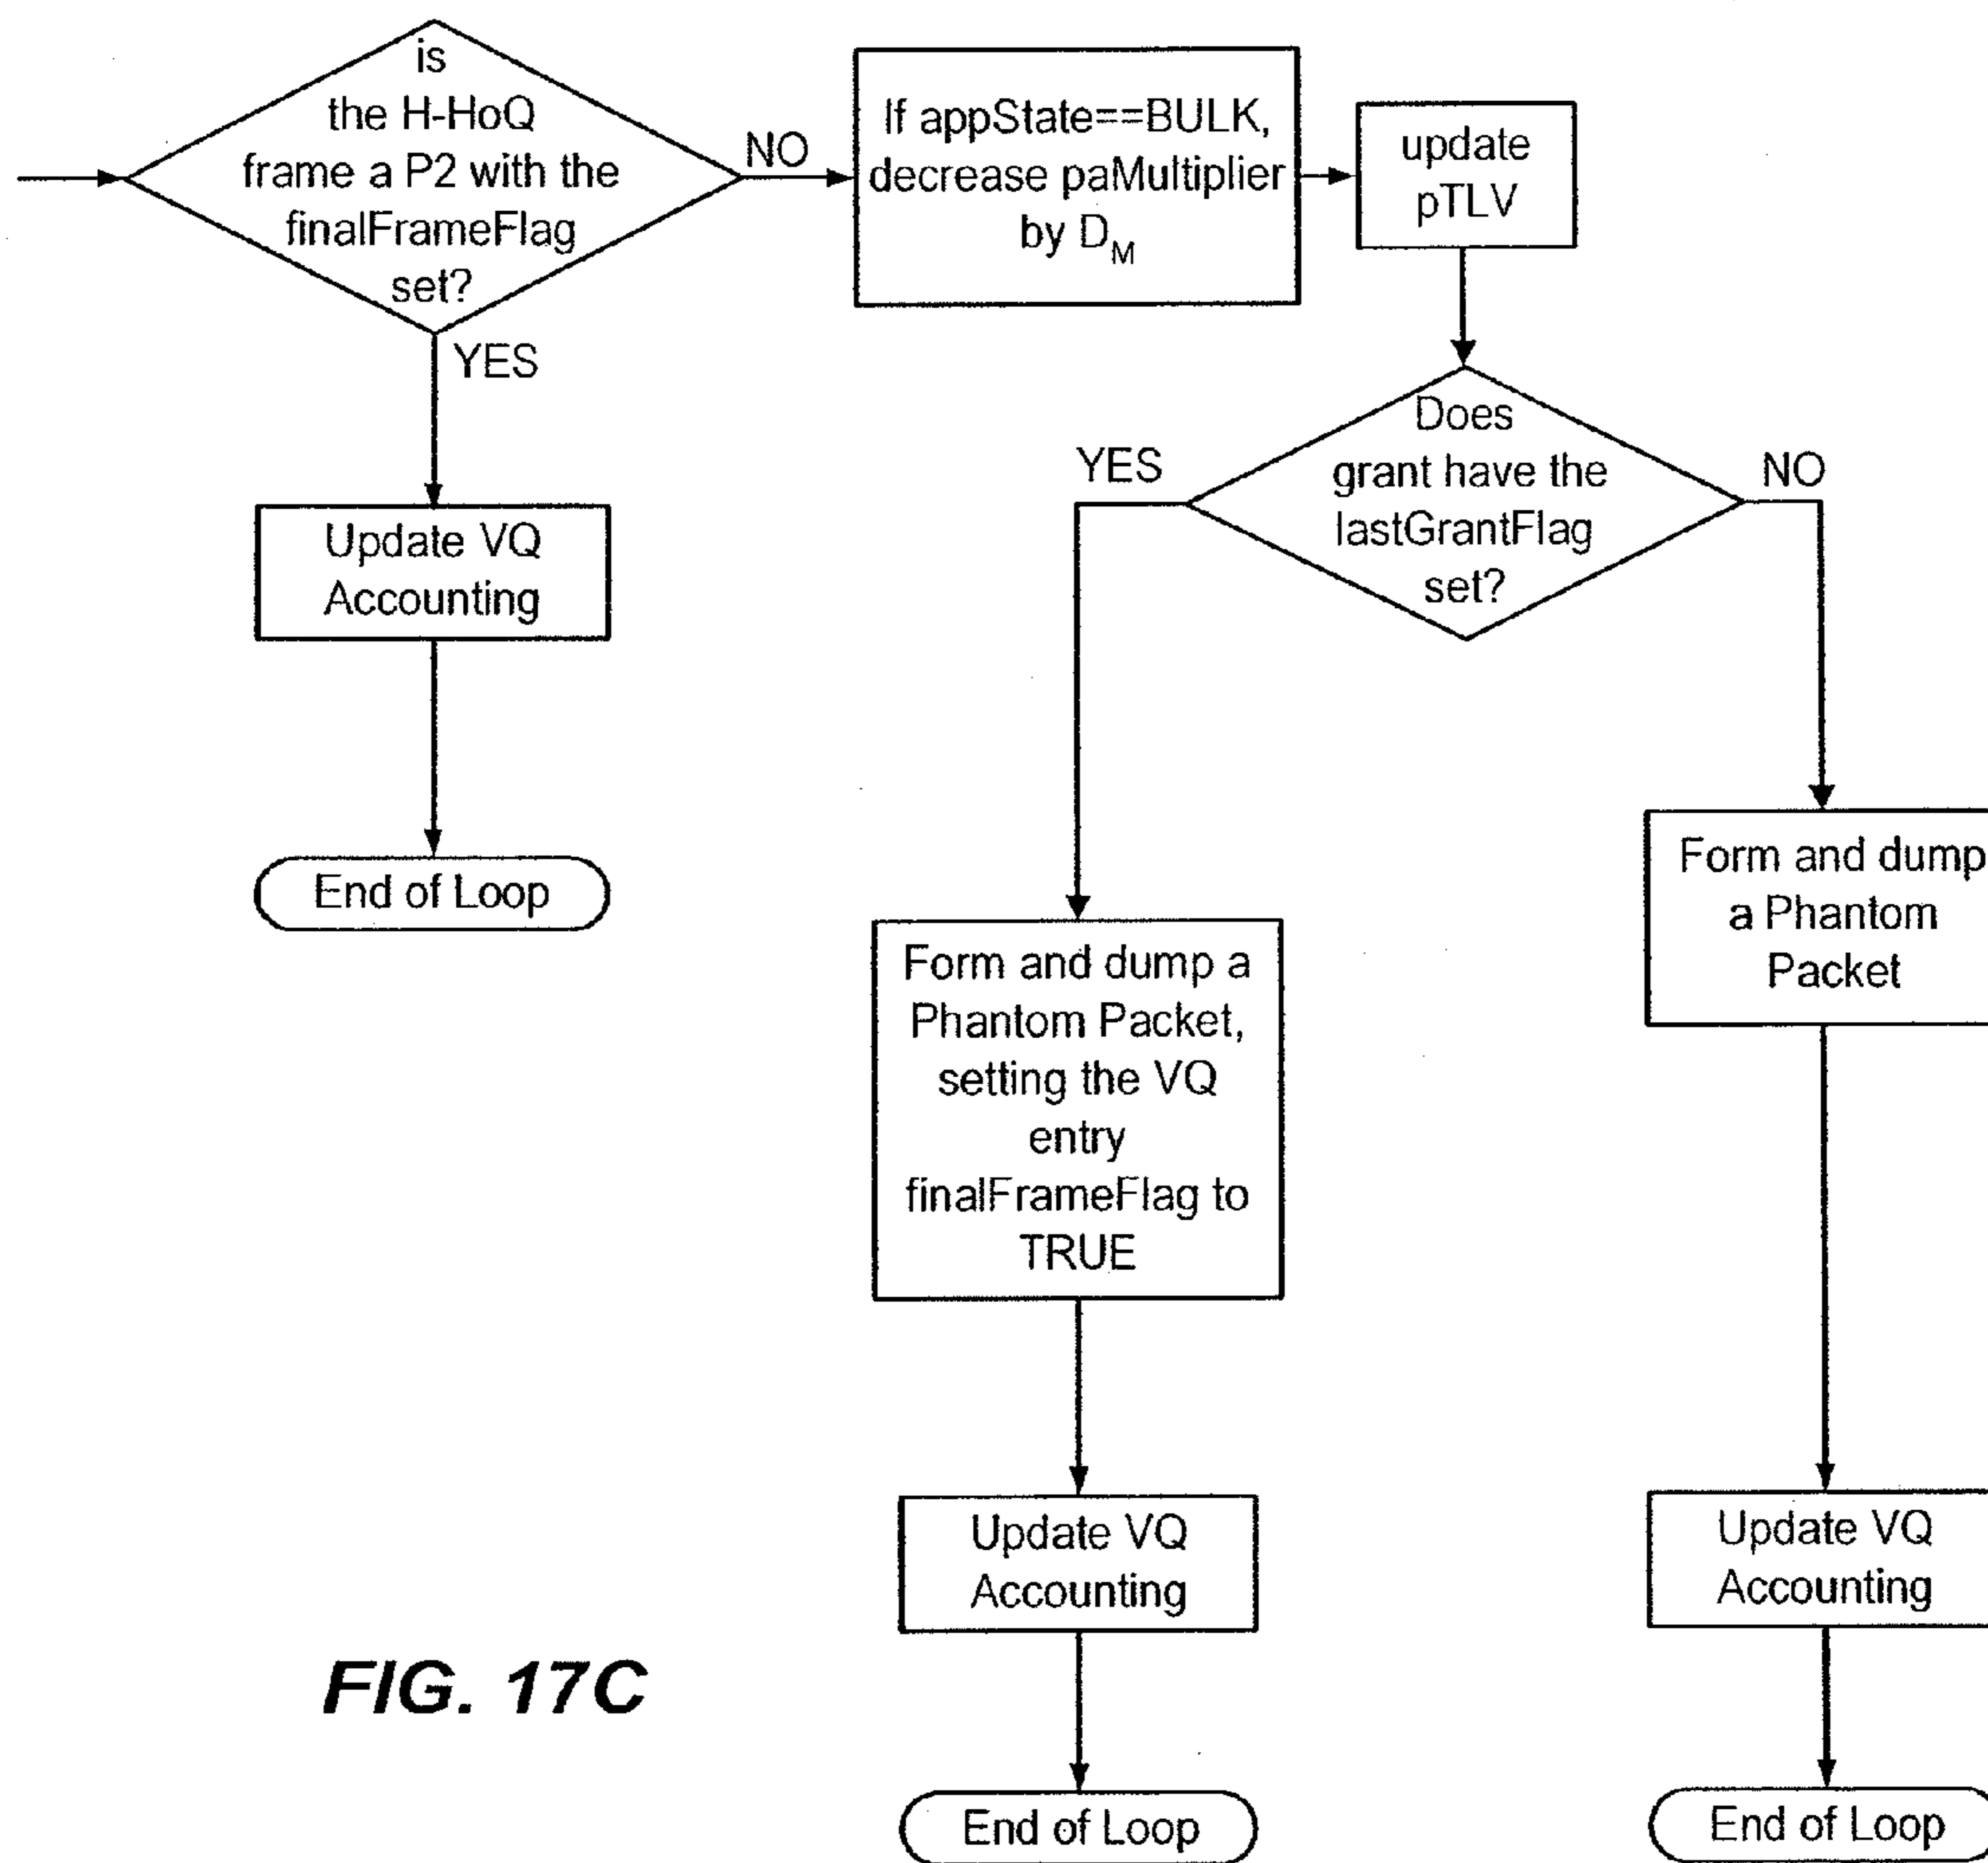 is
the H-HoQ
frame a P2 with the
finalFrameFlag
set?
NO
YES
If appState==BULK,
decrease paMultiplier
by D_M
update
pTLV
Update VQ
Accounting
End of Loop
Does
grant have the
lastGrantFlag
set?
YES
NO
Form and dump a
Phantom Packet,
setting the VQ
entry
finalFrameFlag to
TRUE
Update VQ
Accounting
End of Loop
Form and dump
a Phantom
Packet
Update VQ
Accounting
End of Loop
FIG. 17C